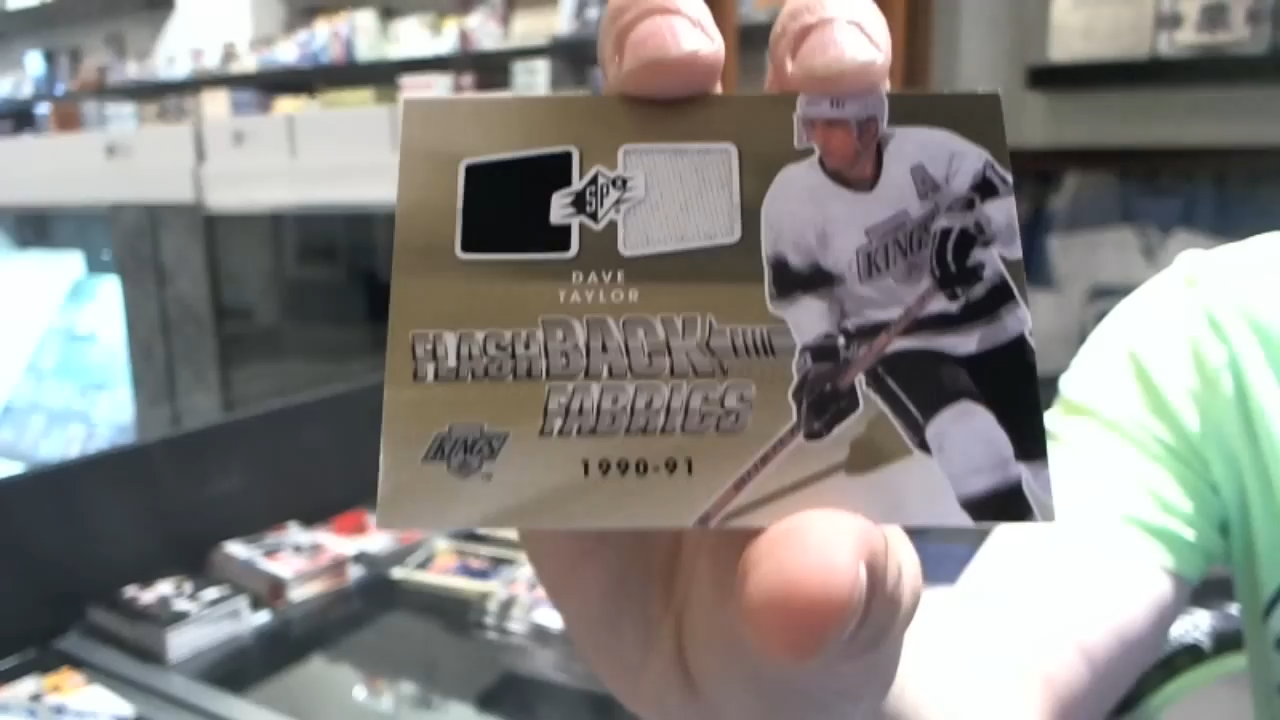 SPx
DAVE
TAYLOR
FLASHBACK
FABRICS
KINGS
1990-91
A
KINGS